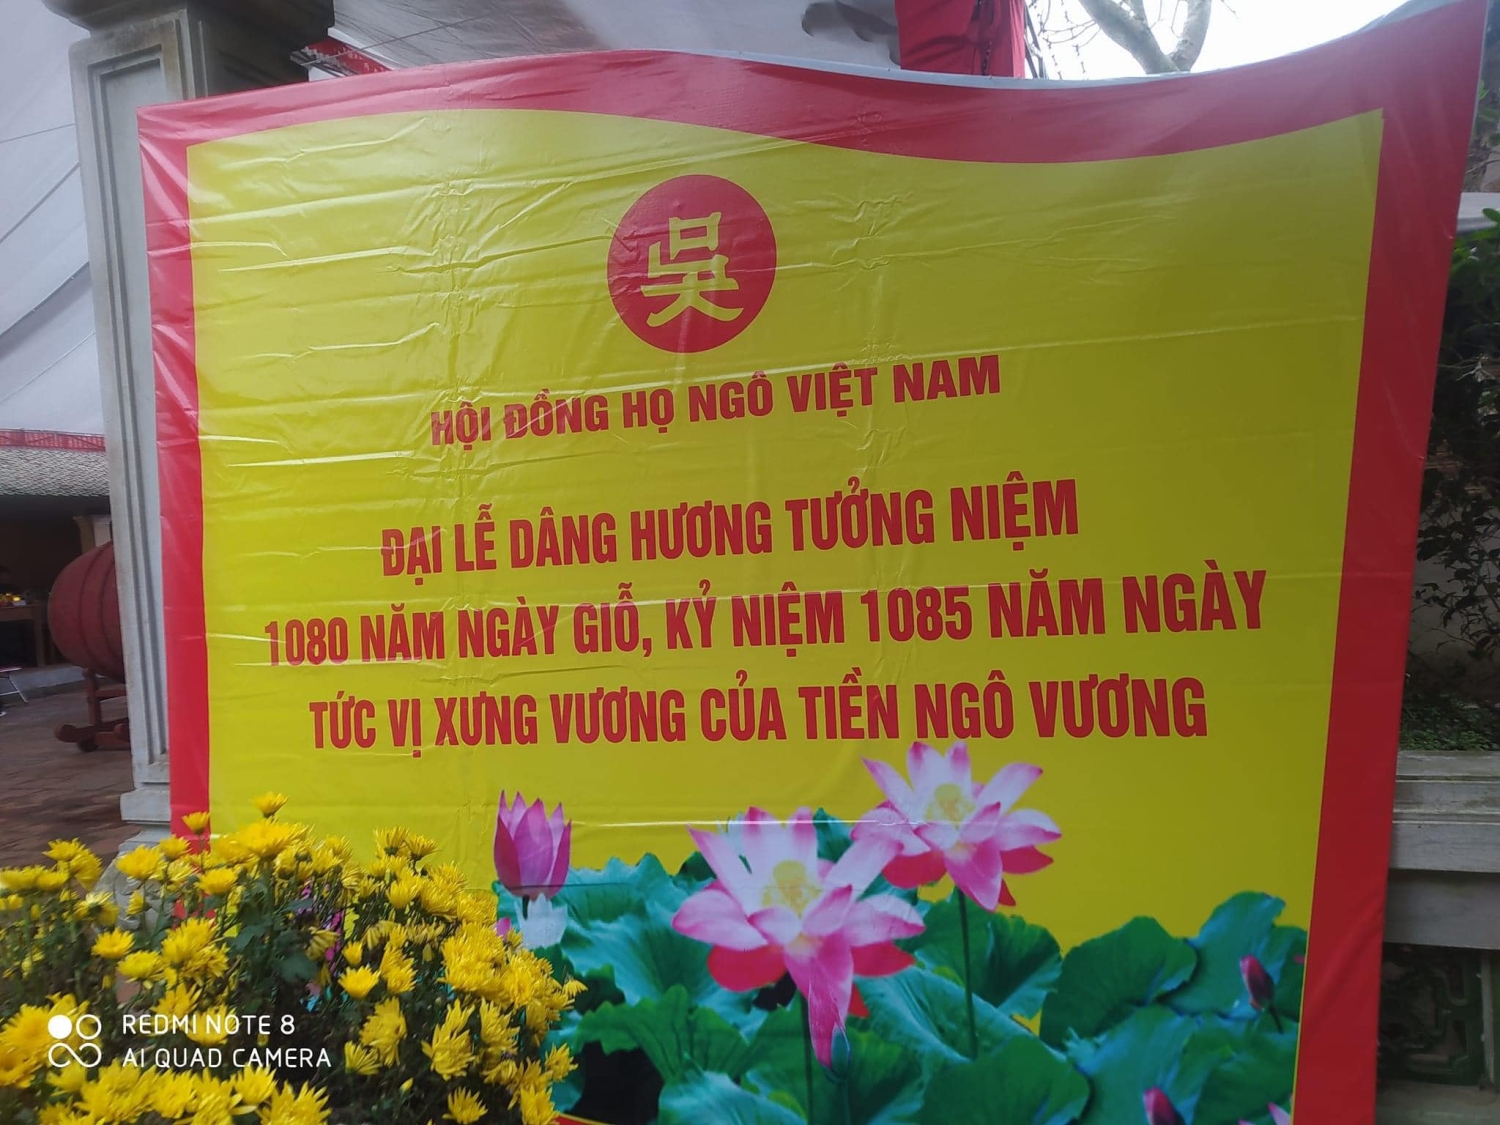 吳
HỘI ĐỒNG HỌ NGÔ VIỆT NAM
ĐẠI LỄ DÂNG HƯƠNG TƯỞNG NIỆM
1080 NĂM NGÀY GIỖ, KỶ NIỆM 1085 NĂM NGÀY
TỨC VỊ XƯNG VƯƠNG CỦA TIỀN NGÔ VƯƠNG
REDMI NOTE 8
AI QUAD CAMERA